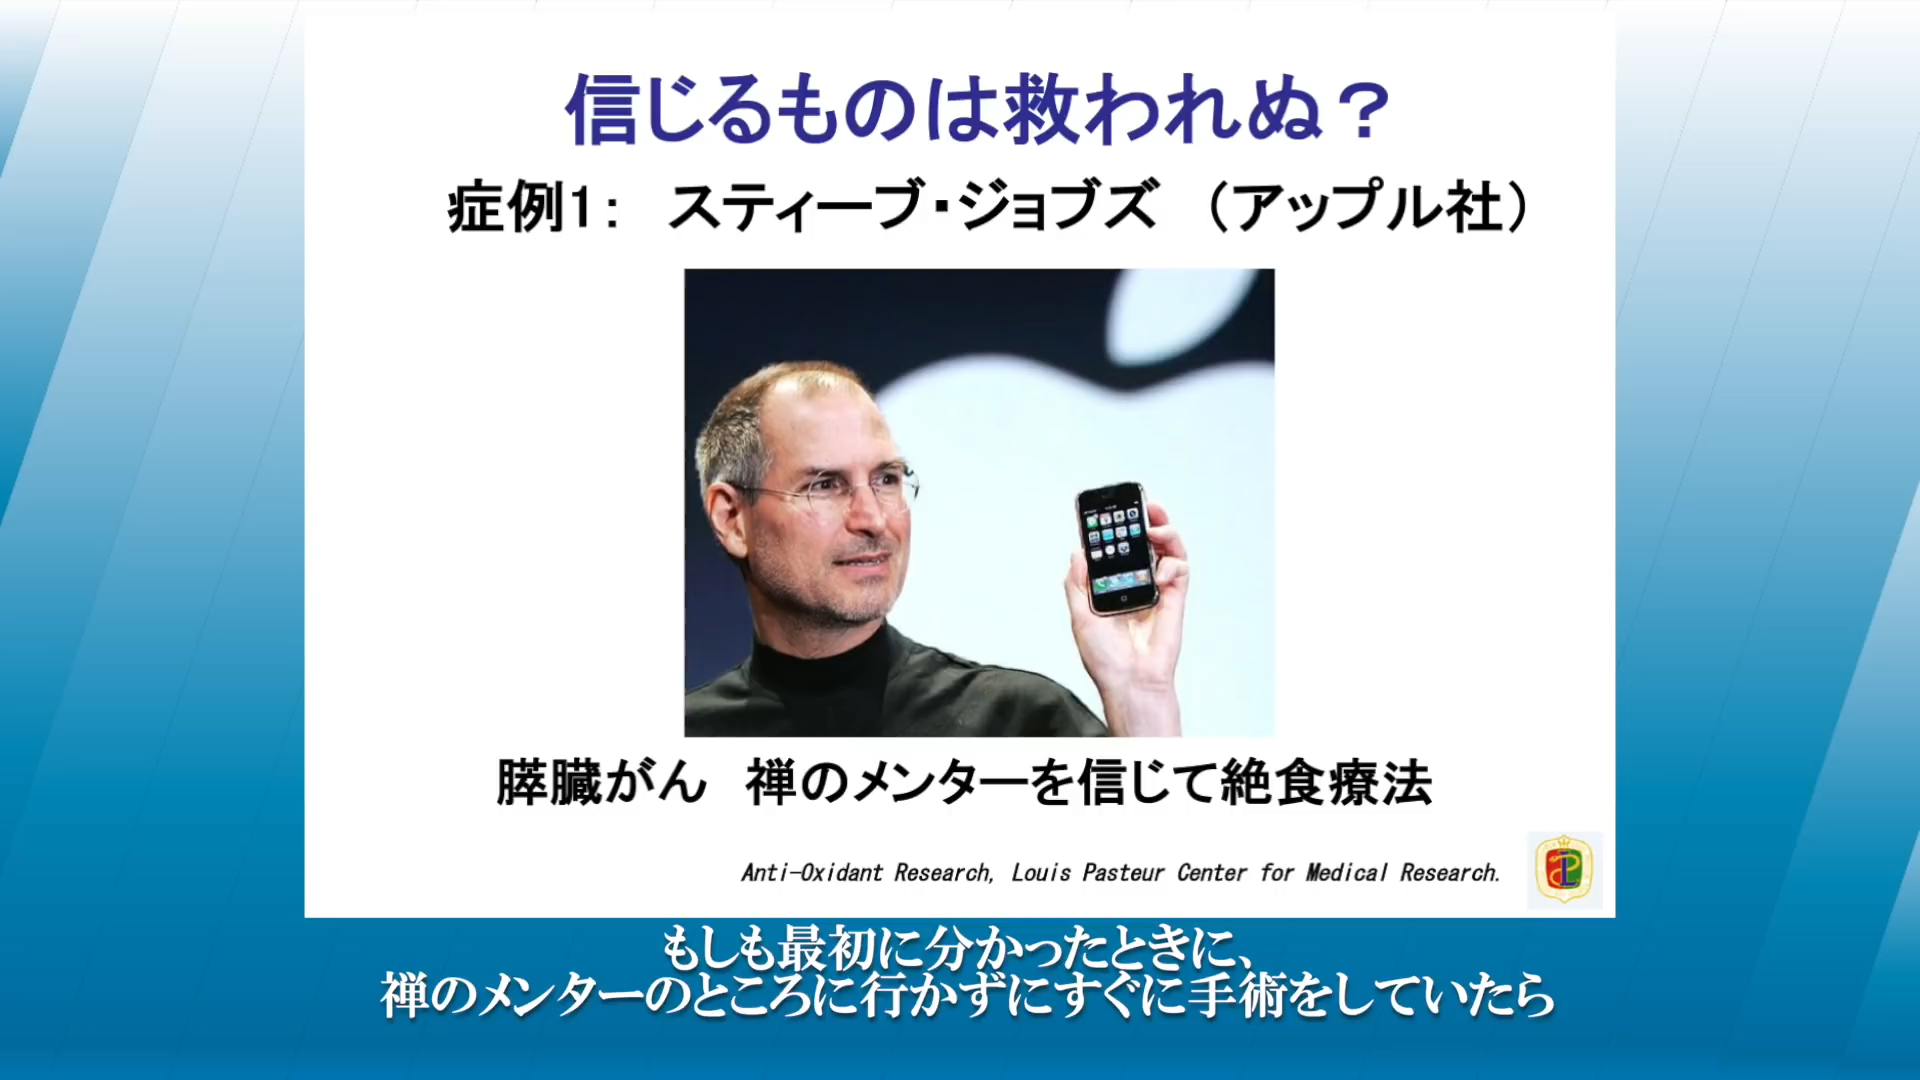 信じるものは救われぬ？
症例1： スティーブ・ジョブズ （アップル社）
膵臓がん 禅のメンターを信じて絶食療法
Anti-Oxidant Research, Louis Pasteur Center for Medical Research.
もしも最初に分かったときに、
禅のメンターのところに行かずにすぐに手術をしていたら